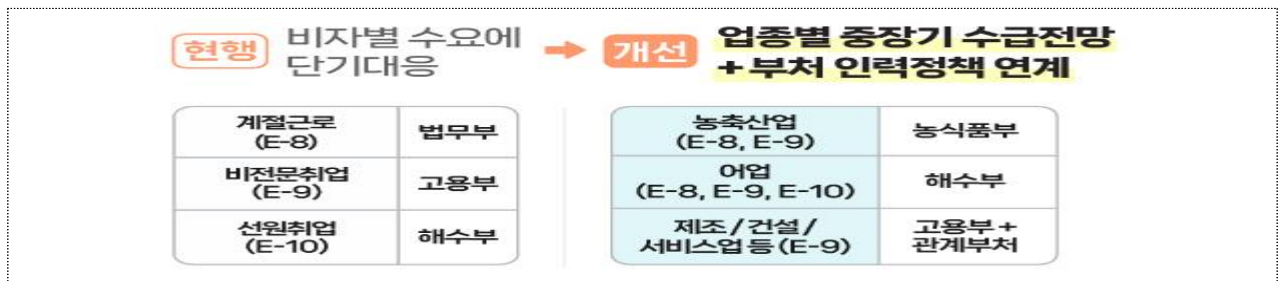 현행 비자별 수요에
단기대응
➡ 개선 업종별 중장기 수급전망
+ 부처 인력정책 연계
계절근로
(E-8)
법무부
비전문취업
(E-9)
고용부
선원취업
(E-10)
해수부
농축산업
(E-8, E-9)
농식품부
어업
(E-8, E-9, E-10)
해수부
제조/건설/
서비스업 등 (E-9)
고용부+
관계부처